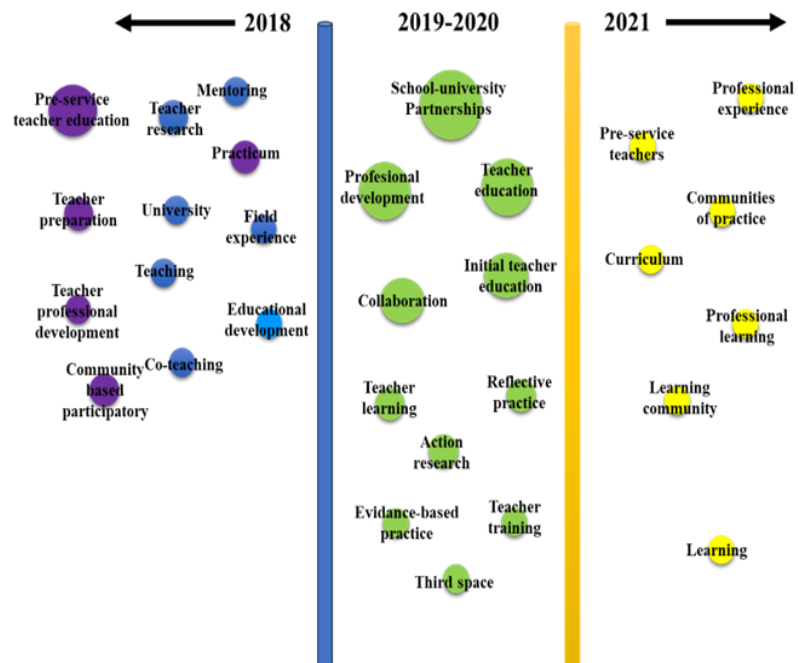 2018
2019-2020
2021
Pre-service
teacher education
Teacher
research
Mentoring
Practicum
Teacher
preparation
University
Field
experience
Teaching
Teacher
professional
development
Educational
development
Community
based
participatory
Co-teaching
School-university
Partnerships
Profesional
development
Teacher
education
Initial teacher
education
Collaboration
Teacher
learning
Reflective
practice
Action
research
Evidance-based
practice
Teacher
training
Third space
Professional
experience
Pre-service
teachers
Communities
of practice
Curriculum
Professional
learning
Learning
community
Learning